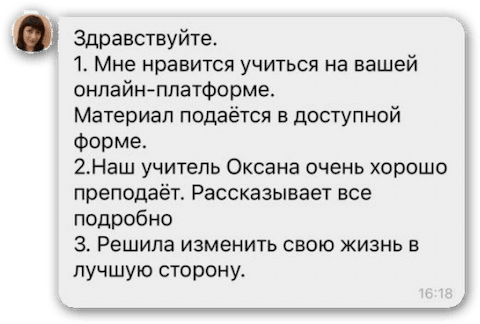 Здравствуйте.
1. Мне нравится учиться на вашей
онлайн-платформе.
Материал подаётся в доступной
форме.
2.Наш учитель Оксана очень хорошо
преподаёт. Рассказывает все
подробно
3. Решила изменить свою жизнь в
лучшую сторону.
16:18